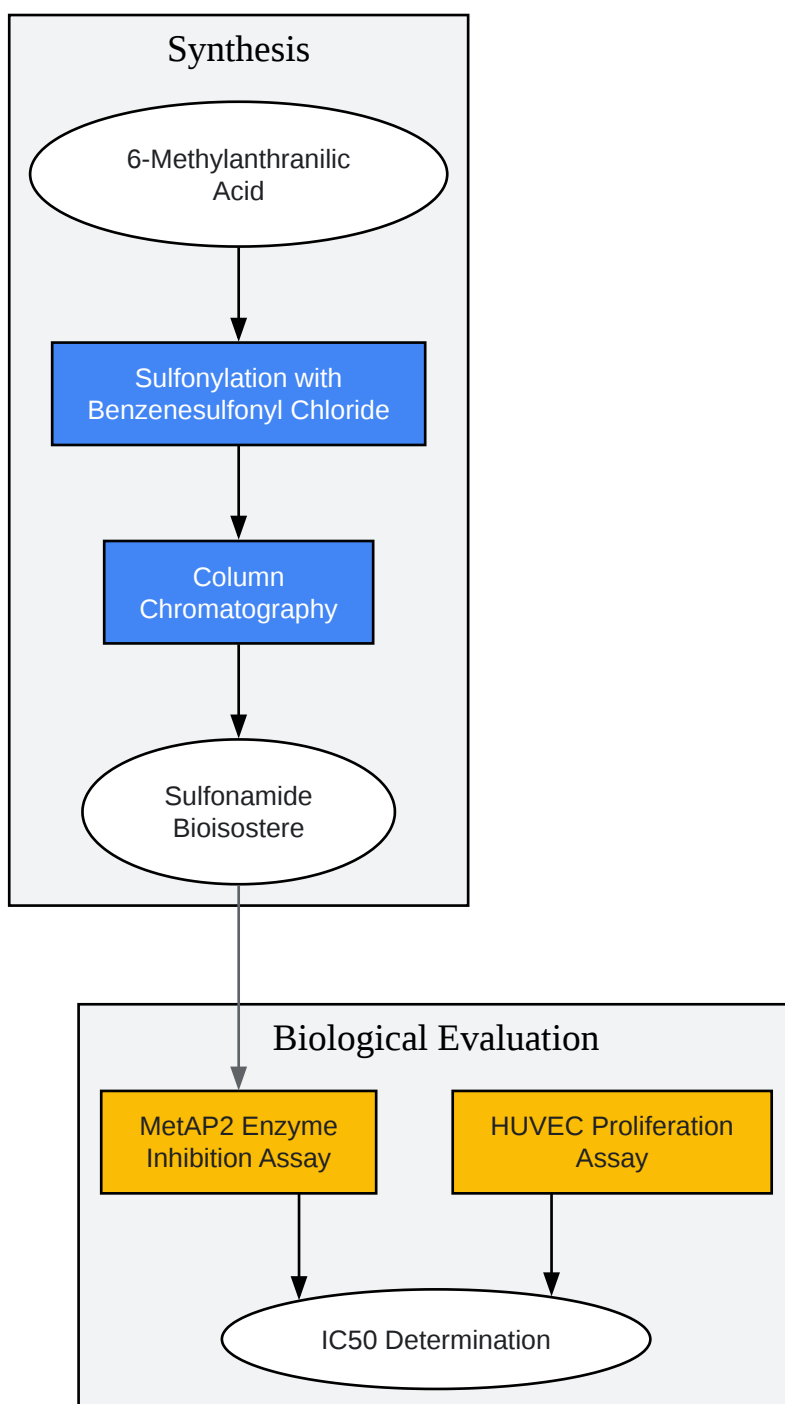 Synthesis
6-Methylanthranilic
Acid
Sulfonylation with
Benzenesulfonyl Chloride
Column
Chromatography
Sulfonamide
Bioisostere
Biological Evaluation
MetAP2 Enzyme
Inhibition Assay
HUVEC Proliferation
Assay
IC50 Determination